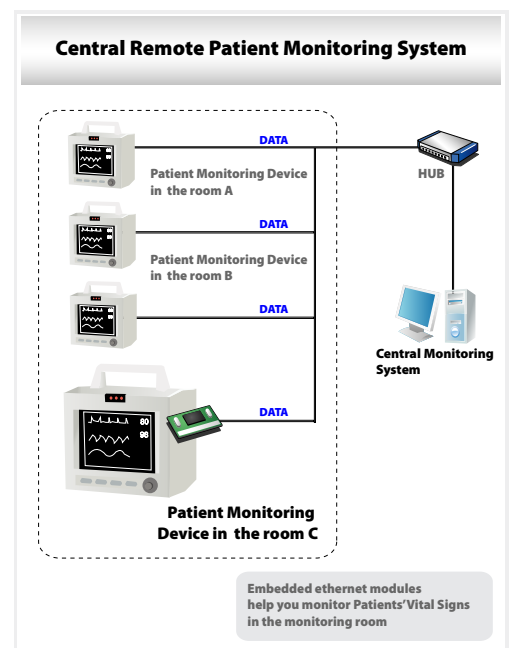 Central Remote Patient Monitoring System
DATA
Patient Monitoring Device
in the room A
HUB
DATA
Patient Monitoring Device
in the room B
DATA
Central Monitoring
System
DATA
80
98
Patient Monitoring
Device in the room C
Embedded ethernet modules
help you monitor Patients' Vital Signs
in the monitoring room